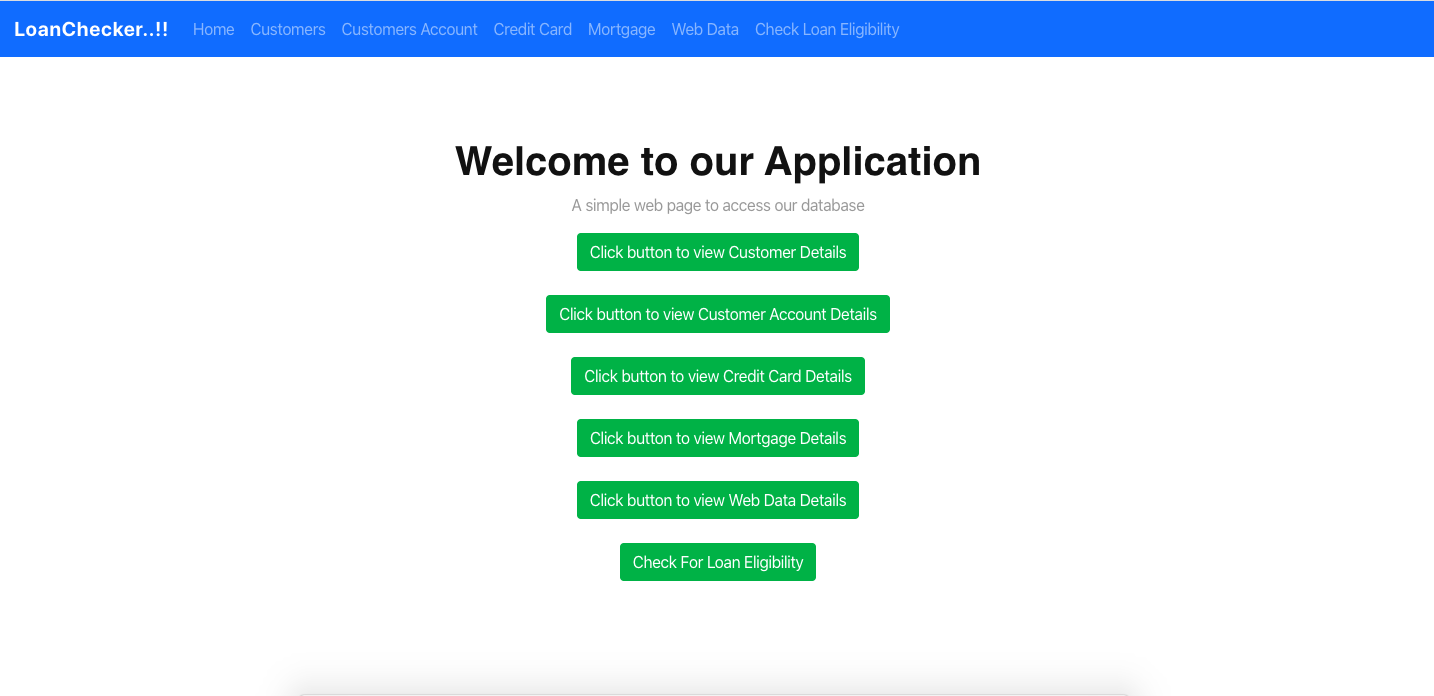 LoanChecker..!! Home Customers Customers Account Credit Card Mortgage Web Data Check Loan Eligibility
Welcome to our Application
A simple web page to access our database
Click button to view Customer Details
Click button to view Customer Account Details
Click button to view Credit Card Details
Click button to view Mortgage Details
Click button to view Web Data Details
Check For Loan Eligibility